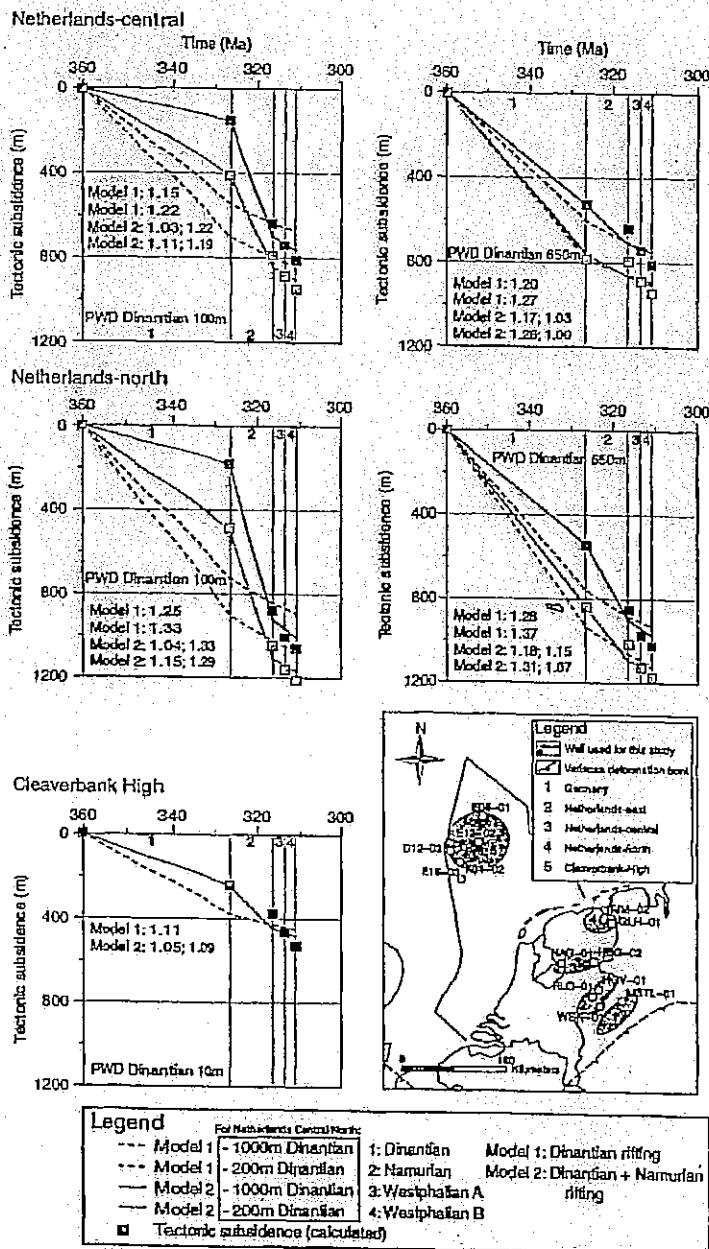 Netherlands-central
Time (Ma)
360 340 320 300
0
400
800
1200
Tectonic subsidence (m)
1 2 3 4
Model 1: 1.15
Model 1: 1.22
Model 2: 1.03; 1.22
Model 2: 1.11; 1.19
PWD Dinantian 100m
Time (Ma)
360 340 320 300
0
400
800
1200
Tectonic subsidence (m)
1 2 3 4
PWD Dinantian 650m
Model 1: 1.20
Model 1: 1.27
Model 2: 1.17; 1.03
Netherlands-north
360 340 320 300
0
400
800
1200
Tectonic subsidence (m)
1 2 3 4
PWD Dinantian 100m
Model 1: 1.25
Model 1: 1.33
Model 2: 1.04; 1.33
Model 2: 1.15; 1.29
360 340 320 300
0
400
800
1200
Tectonic subsidence (m)
1 2 3 4
PWD Dinantian 650m
Model 1: 1.28
Model 1: 1.37
Model 2: 1.18; 1.15
Model 2: 1.31; 1.07
Cleaverbank High
360 340 320 300
0
400
800
1200
Tectonic subsidence (m)
1 2 3 4
Model 1: 1.11
Model 2: 1.05; 1.09
PWD Dinantian 10m
N
Legend
Well used for this study
Variscan deformation front
1 Germany
2 Netherlands-east
3 Netherlands-central
4 Netherlands-north
5 Cleaverbank-High
Kilometers
Legend
For Netherlands Central North:
Model 1 - 1000m Dinantian
Model 1 - 200m Dinantian
Model 2 - 1000m Dinantian
Model 2 - 200m Dinantian
Tectonic subsidence (calculated)
1: Dinantian
2: Namurian
3: Westphalian A
4: Westphalian B
Model 1: Dinantian rifting
Model 2: Dinantian + Namurian
rifting